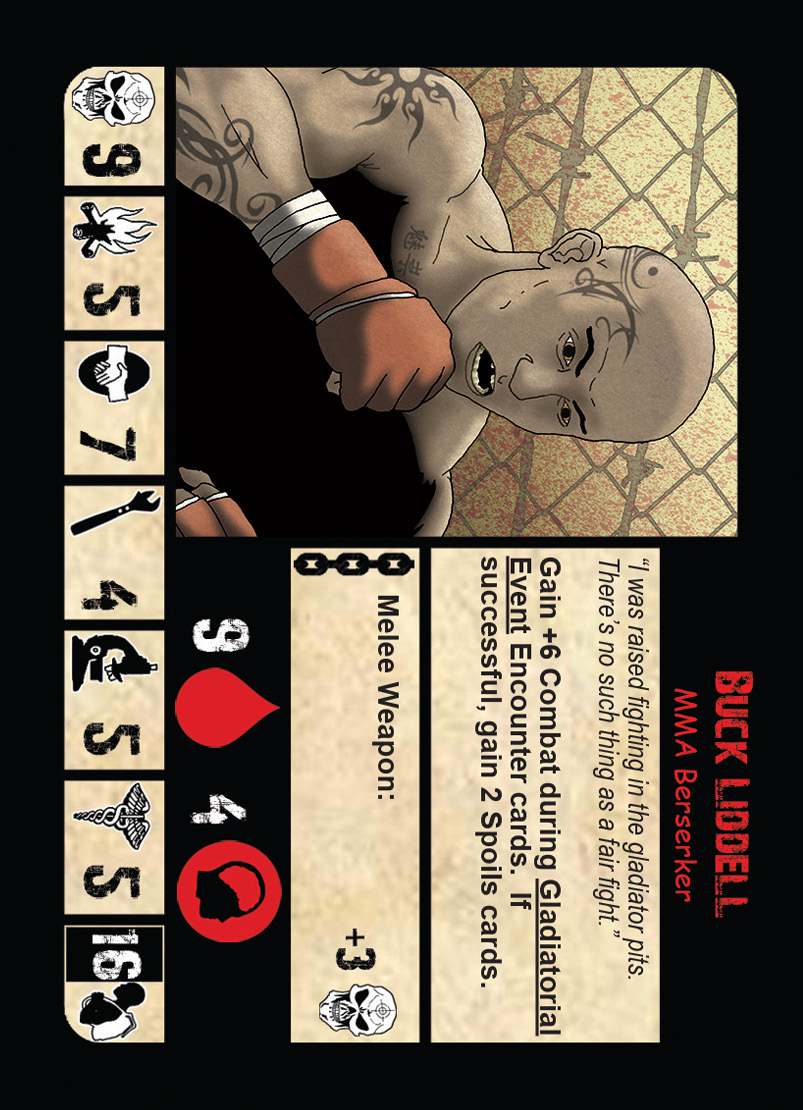 BUCK LIDDELL
MMA Berserker
"I was raised fighting in the gladiator pits.
There's no such thing as a fair fight."
Gain +6 Combat during Gladiatorial
Event Encounter cards. If
successful, gain 2 Spoils cards.
Melee Weapon:
+3
9
4
9
5
7
4
5
5
16